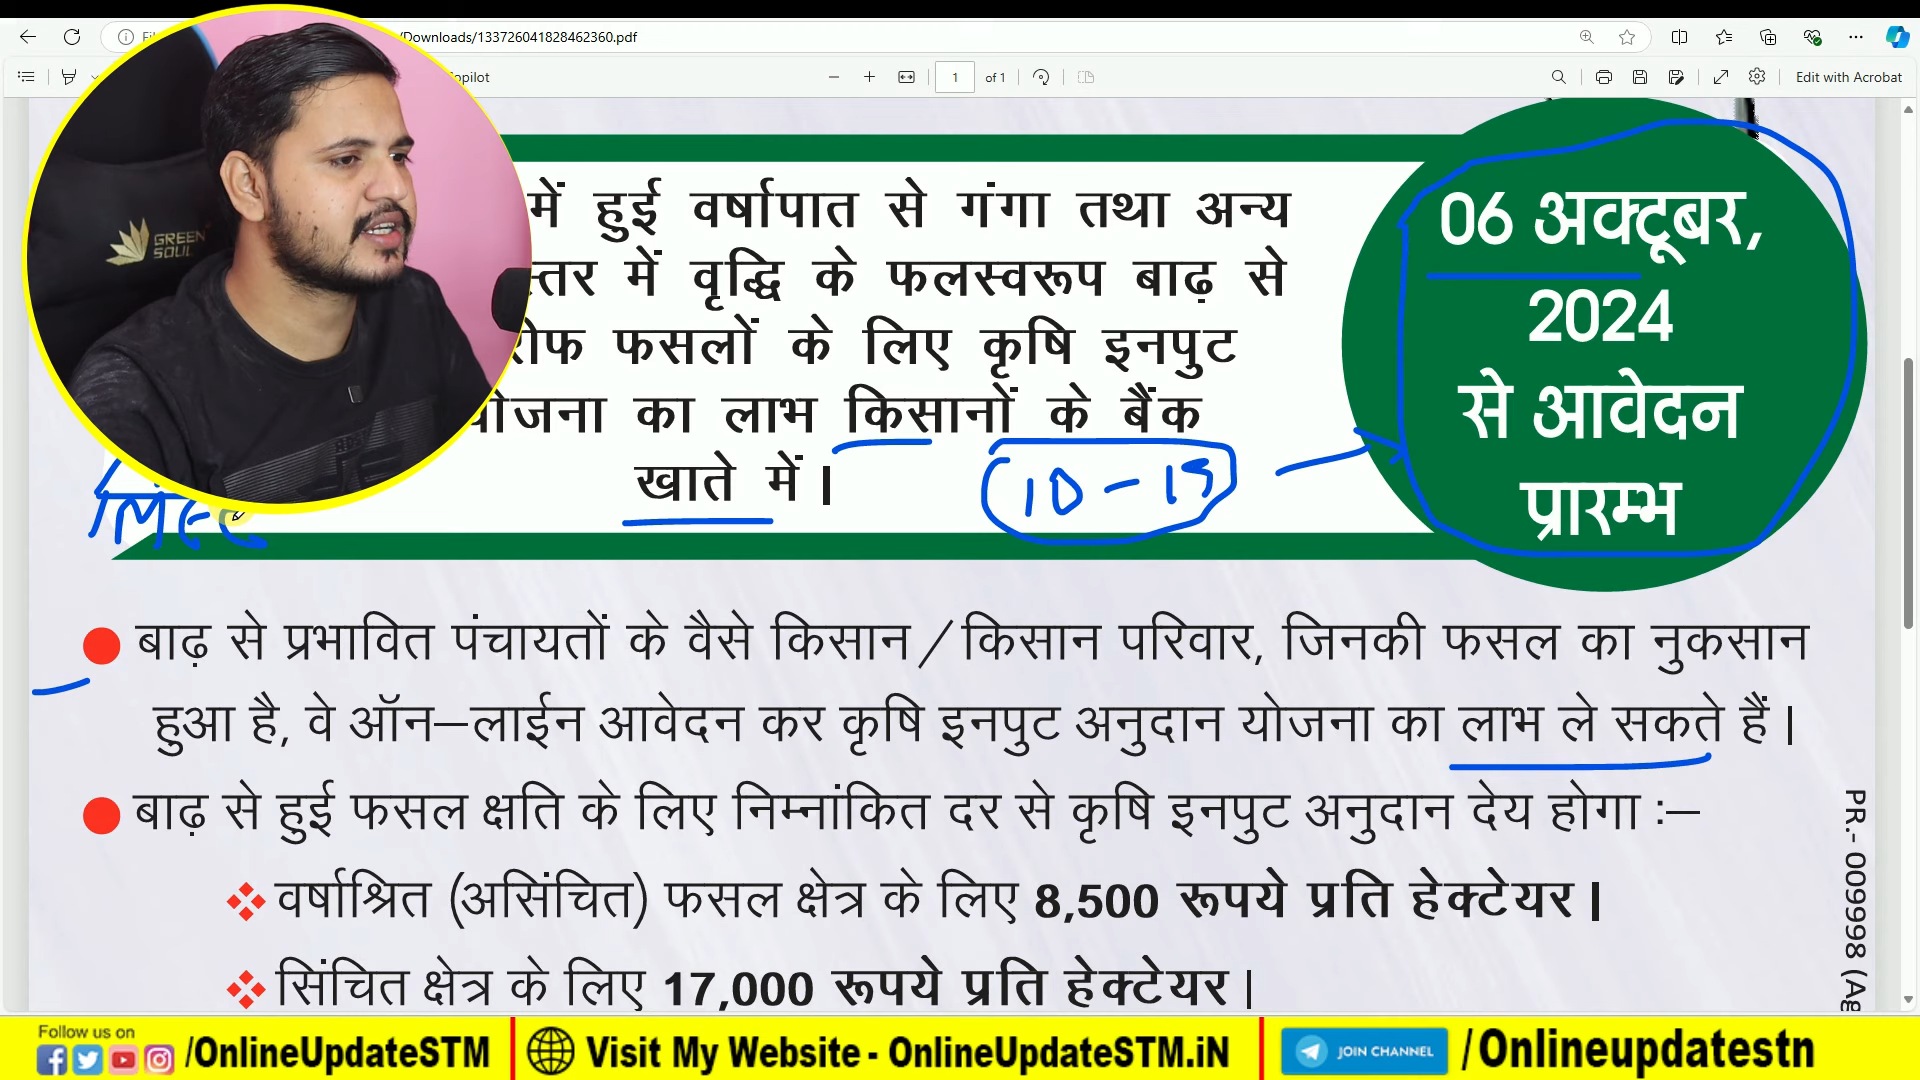 /Downloads/133726041828462360.pdf
opilot
1
of 1
Edit with Acrobat
GREEN
SOUL
में हुई वर्षापात से गंगा तथा अन्य
स्तर में वृद्धि के फलस्वरूप बाढ़ से
रीफ फसलों के लिए कृषि इनपुट
योजना का लाभ किसानों के बैंक
खाते में।
10-15
06 अक्टूबर,
2024
से आवेदन
प्रारम्भ
बाढ़ से प्रभावित पंचायतों के वैसे किसान/किसान परिवार, जिनकी फसल का नुकसान
हुआ है, वे ऑन–लाईन आवेदन कर कृषि इनपुट अनुदान योजना का लाभ ले सकते हैं।
बाढ़ से हुई फसल क्षति के लिए निम्नांकित दर से कृषि इनपुट अनुदान देय होगा :–
वर्षाश्रित (असिंचित) फसल क्षेत्र के लिए 8,500 रूपये प्रति हेक्टेयर।
सिंचित क्षेत्र के लिए 17,000 रूपये प्रति हेक्टेयर।
PR.- 009998 (Ag
Follow us on
/OnlineUpdateSTM
Visit My Website - OnlineUpdateSTM.iN
JOIN CHANNEL
/Onlineupdatestn